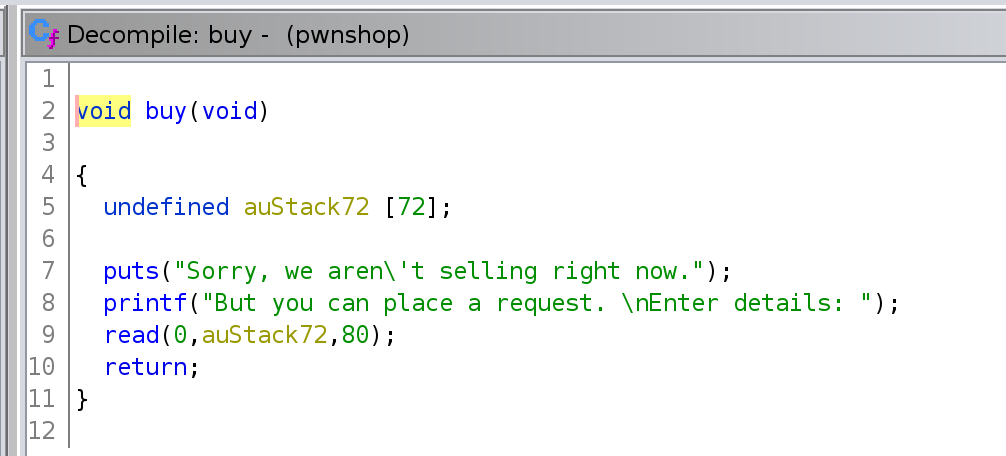 Decompile: buy - (pwnshop)
1
2 void buy(void)
3
4 {
5 undefined auStack72 [72];
6
7 puts("Sorry, we aren\'t selling right now.");
8 printf("But you can place a request. \nEnter details: ");
9 read(0,auStack72,80);
10 return;
11 }
12